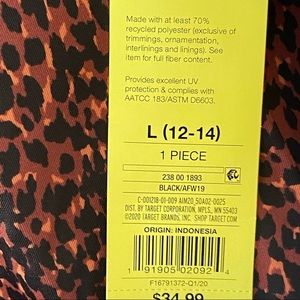 Made with at least 70%
recycled polyester (exclusive of
trimmings, ornamentation,
interlinings and linings). See
item for full fiber content.
Provides excellent UV
protection & complies with
AATCC 183/ASTM D6603.
L (12-14)
1 PIECE
238 00 1893
BLACK/AFW19
C-001218-01-009 AIM20_50A02-0025
DIST. BY TARGET CORPORATION, MPLS, MN 55403
©2020 TARGET BRANDS, INC. SHOP TARGET.COM
ORIGIN: INDONESIA
1 91905 02092 4
F16791372-Q1/20
$34.99